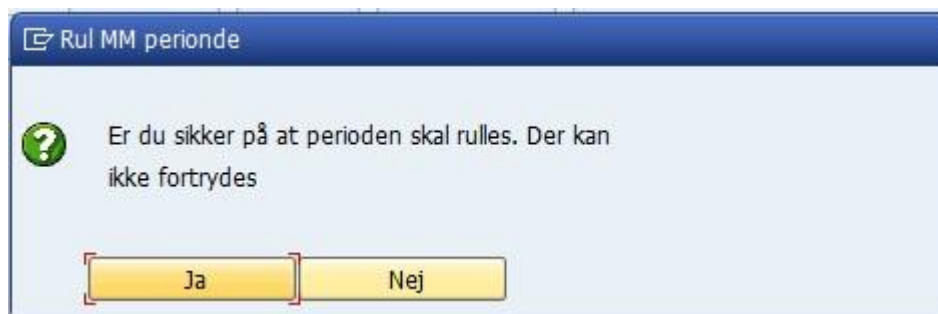 Rul MM perionde
Er du sikker på at perioden skal rulles. Der kan
ikke fortrydes
Ja
Nej